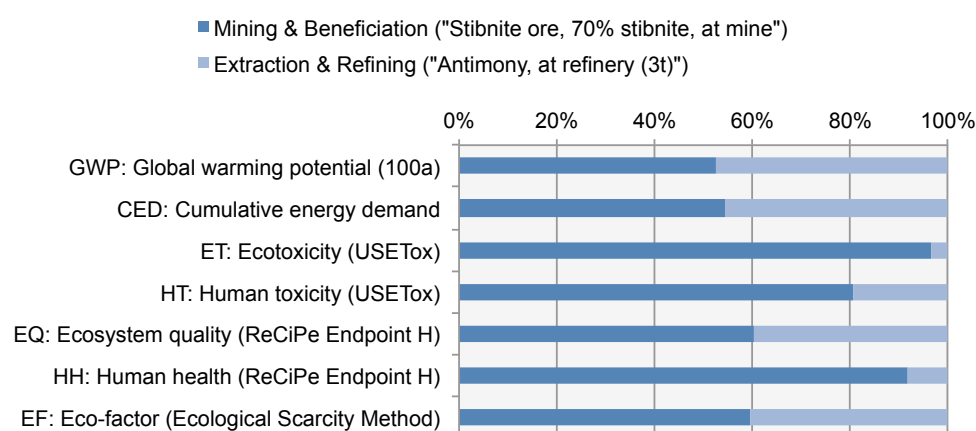 Mining & Beneficiation ("Stibnite ore, 70% stibnite, at mine")
Extraction & Refining ("Antimony, at refinery (3t)")
0% 20% 40% 60% 80% 100%
GWP: Global warming potential (100a)
CED: Cumulative energy demand
ET: Ecotoxicity (USETox)
HT: Human toxicity (USETox)
EQ: Ecosystem quality (ReCiPe Endpoint H)
HH: Human health (ReCiPe Endpoint H)
EF: Eco-factor (Ecological Scarcity Method)